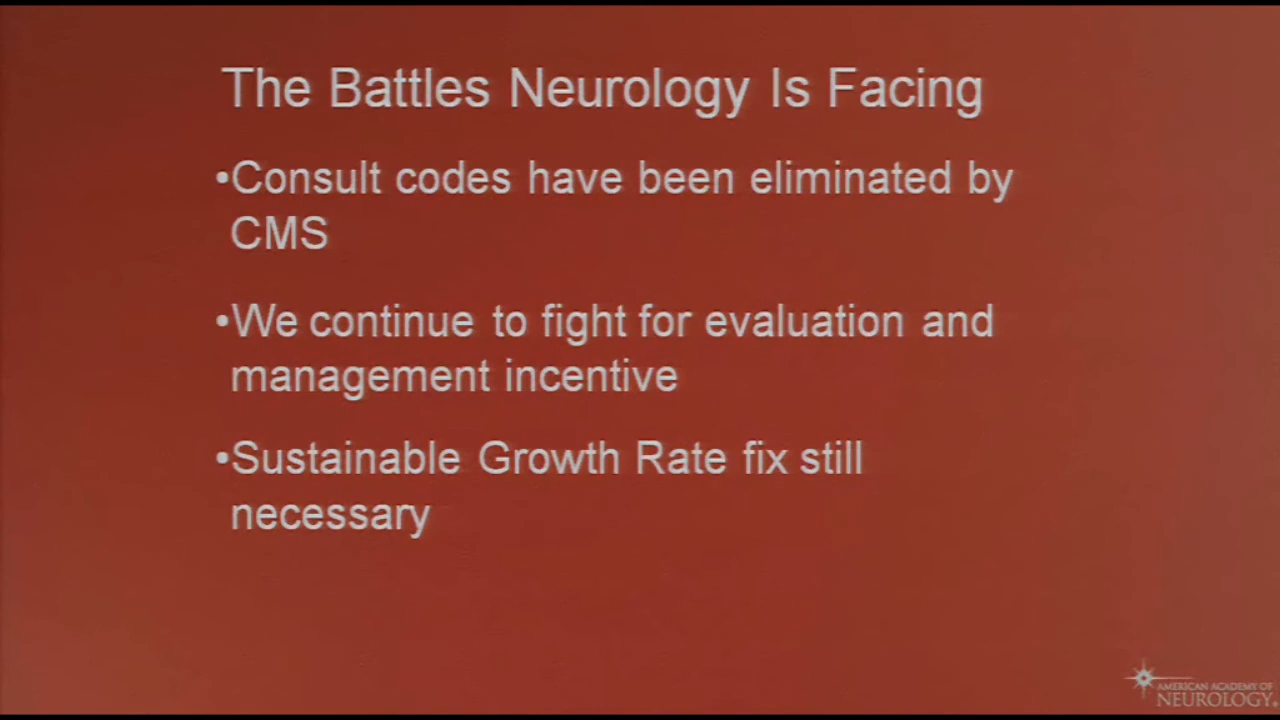 The Battles Neurology Is Facing
•Consult codes have been eliminated by
CMS
•We continue to fight for evaluation and
management incentive
•Sustainable Growth Rate fix still
necessary
AMERICAN ACADEMY OF
NEUROLOGY®